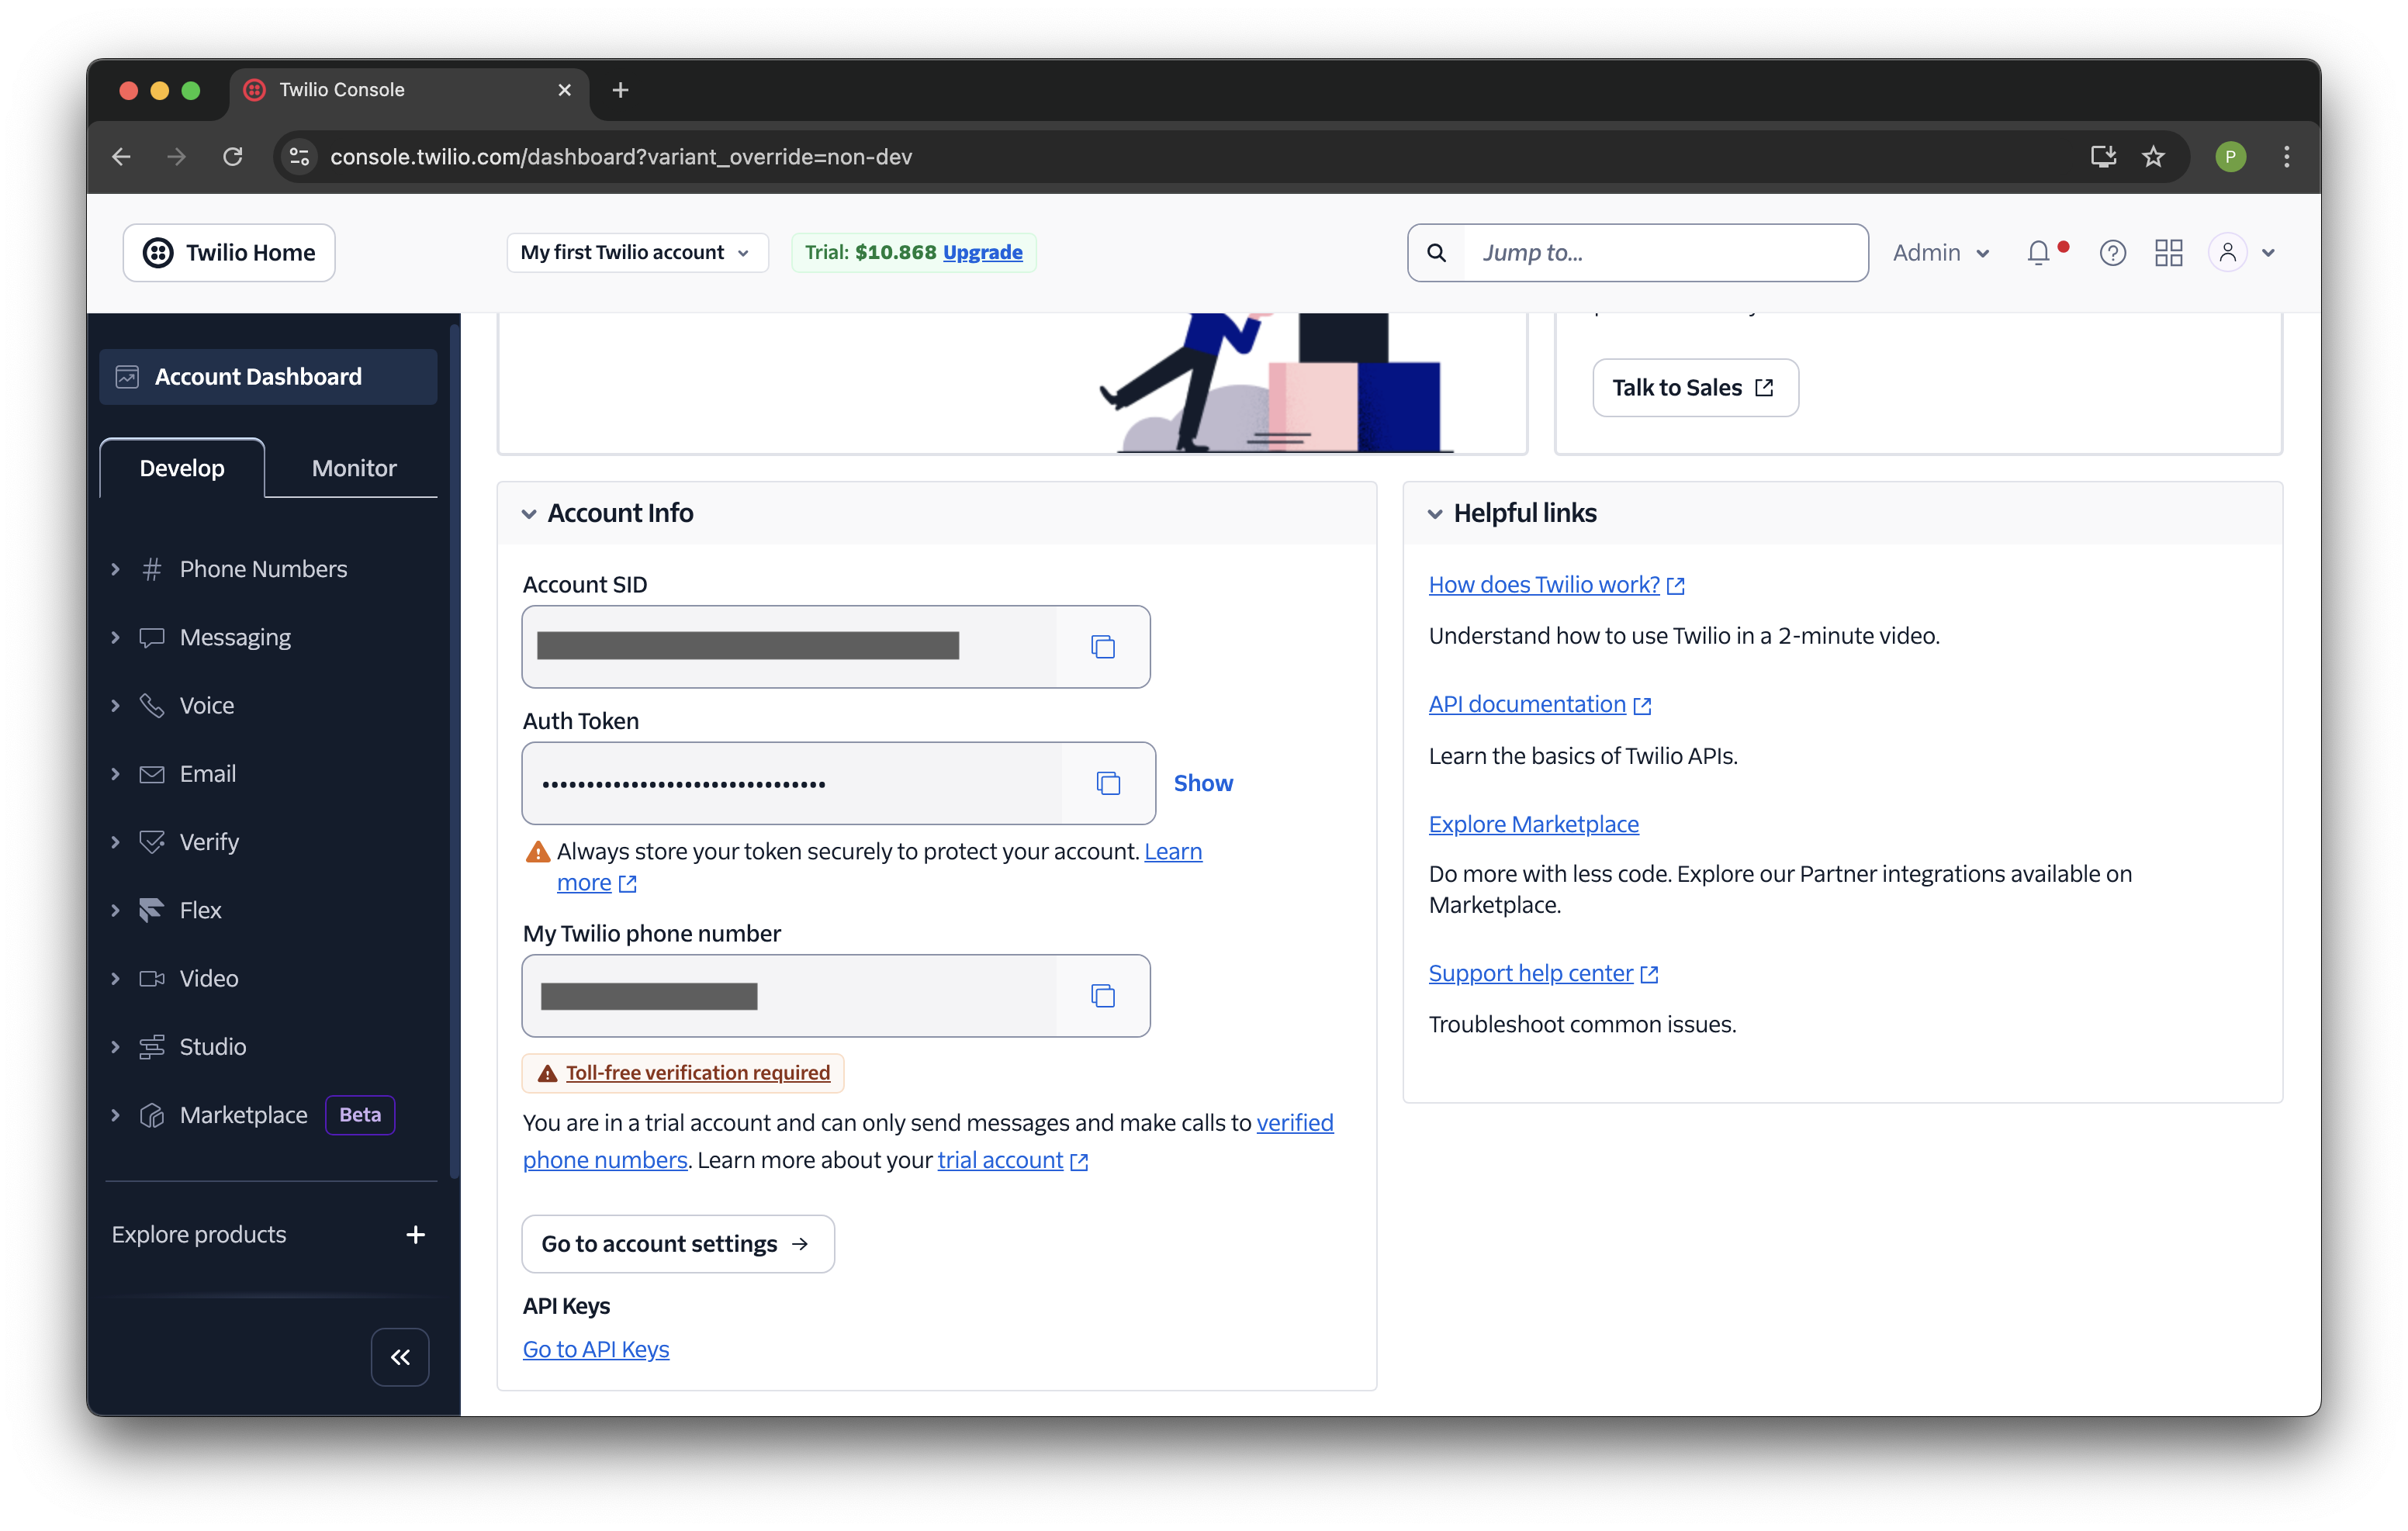 Twilio Console
console.twilio.com/dashboard?variant_override=non-dev
P
Twilio Home
My first Twilio account
Trial: $10.868 Upgrade
Jump to...
Admin
Account Dashboard
Develop
Monitor
Phone Numbers
Messaging
Voice
Email
Verify
Flex
Video
Studio
Marketplace Beta
Explore products
Talk to Sales
Account Info
Account SID
Auth Token
Show
Always store your token securely to protect your account. Learn
more
My Twilio phone number
Toll-free verification required
You are in a trial account and can only send messages and make calls to verified
phone numbers. Learn more about your trial account
Go to account settings
API Keys
Go to API Keys
Helpful links
How does Twilio work?
Understand how to use Twilio in a 2-minute video.
API documentation
Learn the basics of Twilio APIs.
Explore Marketplace
Do more with less code. Explore our Partner integrations available on
Marketplace.
Support help center
Troubleshoot common issues.